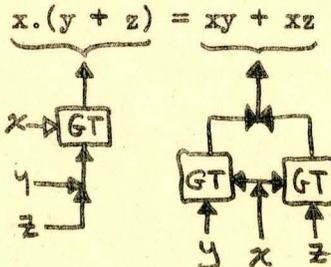 x.(y + z) = xy + xz
x GT
y GT GT
z
y x z